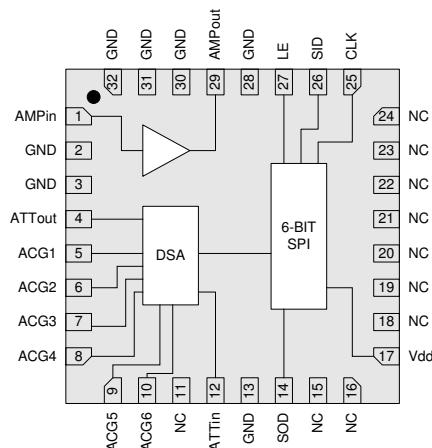 GND
GND
GND
AMPout
GND
LE
SID
CLK
32
31
30
29
28
27
26
25
AMPin 1
GND 2
GND 3
ATTout 4
ACG1 5
ACG2 6
ACG3 7
ACG4 8
24 NC
23 NC
22 NC
21 NC
20 NC
19 NC
18 NC
17 Vdd
DSA
6-BIT
SPI
9
10
11
12
13
14
15
16
ACG5
ACG6
NC
ATTin
GND
SOD
NC
NC